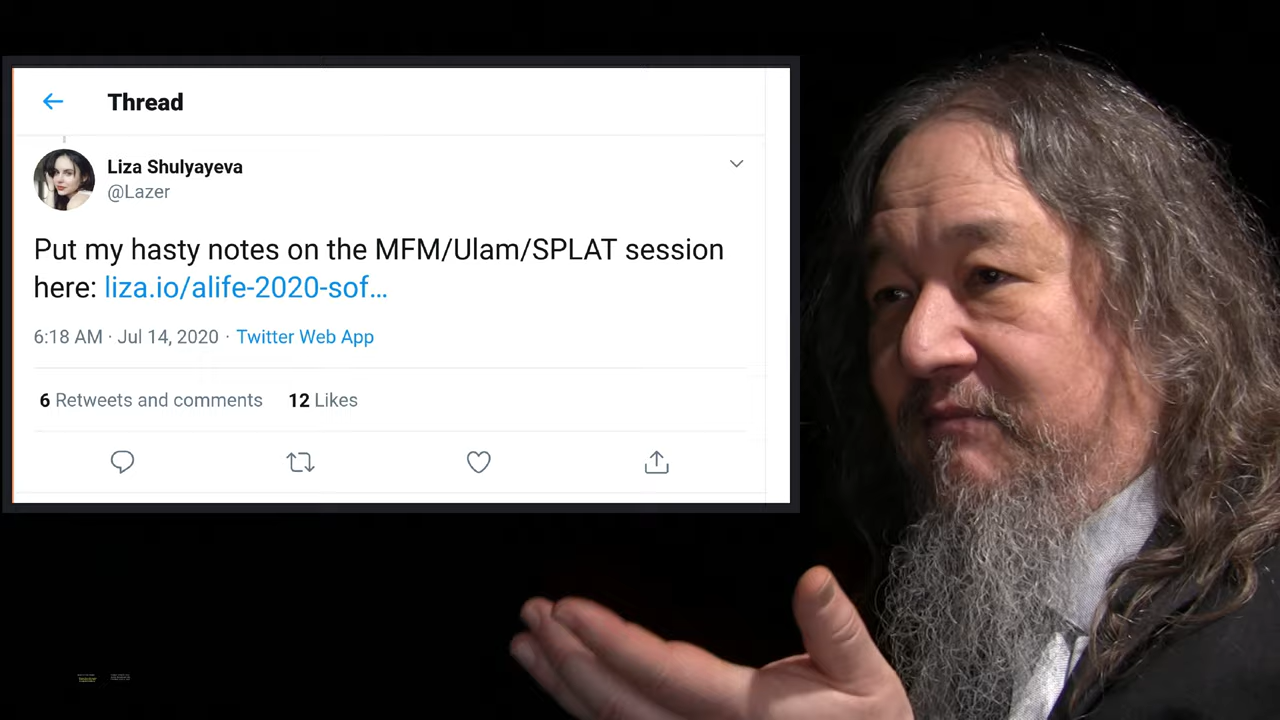 Thread
Liza Shulyayeva
@Lazer
Put my hasty notes on the MFM/Ulam/SPLAT session
here: liza.io/alife-2020-sof...
6:18 AM · Jul 14, 2020 · Twitter Web App
6 Retweets and comments 12 Likes